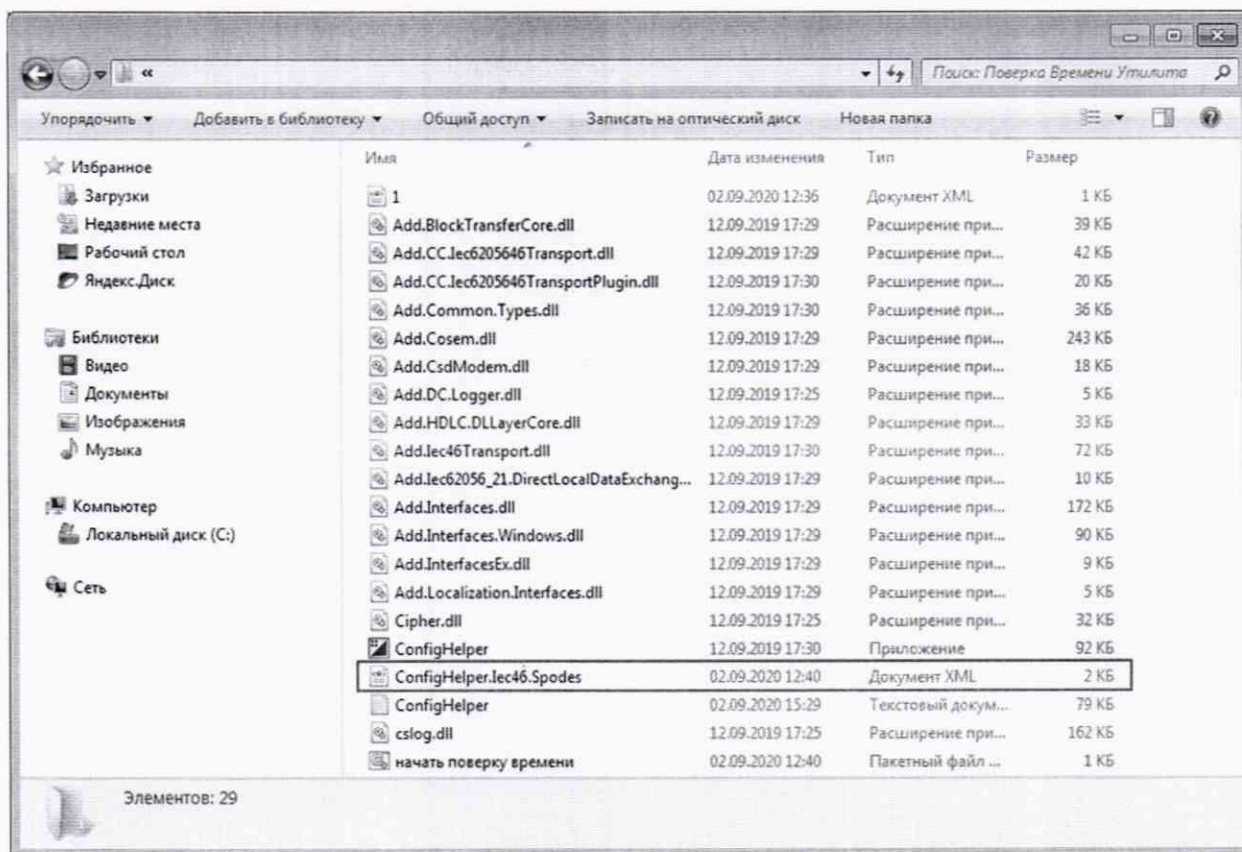 «
Поиск: Поверка Времени Утилита
Упорядочить Добавить в библиотеку Общий доступ Записать на оптический диск Новая папка
Избранное
Загрузки
Недавние места
Рабочий стол
Яндекс.Диск
Библиотеки
Видео
Документы
Изображения
Музыка
Компьютер
Локальный диск (C:)
Сеть
Имя Дата изменения Тип Размер
1 02.09.2020 12:36 Документ XML 1 КБ
Add.BlockTransferCore.dll 12.09.2019 17:29 Расширение при... 39 КБ
Add.CC.Iec6205646Transport.dll 12.09.2019 17:29 Расширение при... 42 КБ
Add.CC.Iec6205646TransportPlugin.dll 12.09.2019 17:30 Расширение при... 20 КБ
Add.Common.Types.dll 12.09.2019 17:30 Расширение при... 36 КБ
Add.Cosem.dll 12.09.2019 17:29 Расширение при... 243 КБ
Add.CsdModem.dll 12.09.2019 17:29 Расширение при... 18 КБ
Add.DC.Logger.dll 12.09.2019 17:25 Расширение при... 5 КБ
Add.HDLC.DLLayerCore.dll 12.09.2019 17:29 Расширение при... 33 КБ
Add.Iec46Transport.dll 12.09.2019 17:30 Расширение при... 72 КБ
Add.Iec62056_21.DirectLocalDataExchang... 12.09.2019 17:29 Расширение при... 10 КБ
Add.Interfaces.dll 12.09.2019 17:29 Расширение при... 172 КБ
Add.Interfaces.Windows.dll 12.09.2019 17:29 Расширение при... 90 КБ
Add.InterfacesEx.dll 12.09.2019 17:29 Расширение при... 9 КБ
Add.Localization.Interfaces.dll 12.09.2019 17:29 Расширение при... 5 КБ
Cipher.dll 12.09.2019 17:25 Расширение при... 32 КБ
ConfigHelper 12.09.2019 17:30 Приложение 92 КБ
ConfigHelper.Iec46.Spodes 02.09.2020 12:40 Документ XML 2 КБ
ConfigHelper 02.09.2020 15:29 Текстовый докум... 79 КБ
cslog.dll 12.09.2019 17:25 Расширение при... 162 КБ
начать поверку времени 02.09.2020 12:40 Пакетный файл ... 1 КБ
Элементов: 29